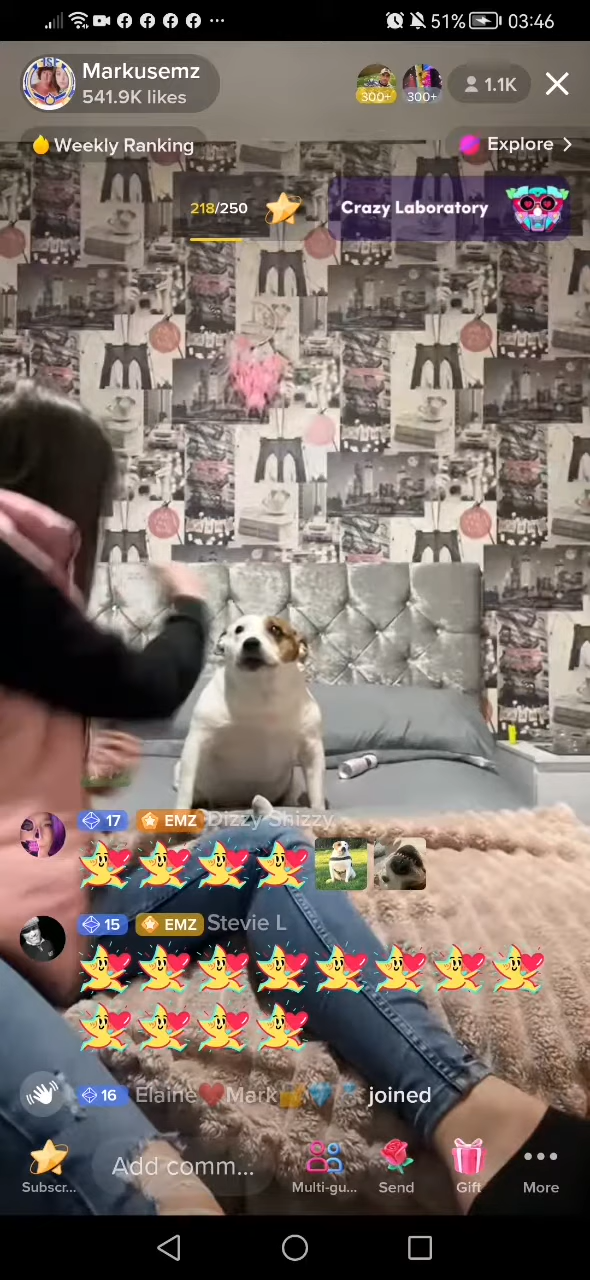 51% 03:46
Markusemz
541.9K likes
300+
300+
1.1K
Weekly Ranking
Explore
218/250
Crazy Laboratory
17 EMZ Dizzy Shizzy
15 EMZ Stevie L
16 Elaine❤️Mark joined
Subscr...
Add comm...
Multi-gu...
Send
Gift
More